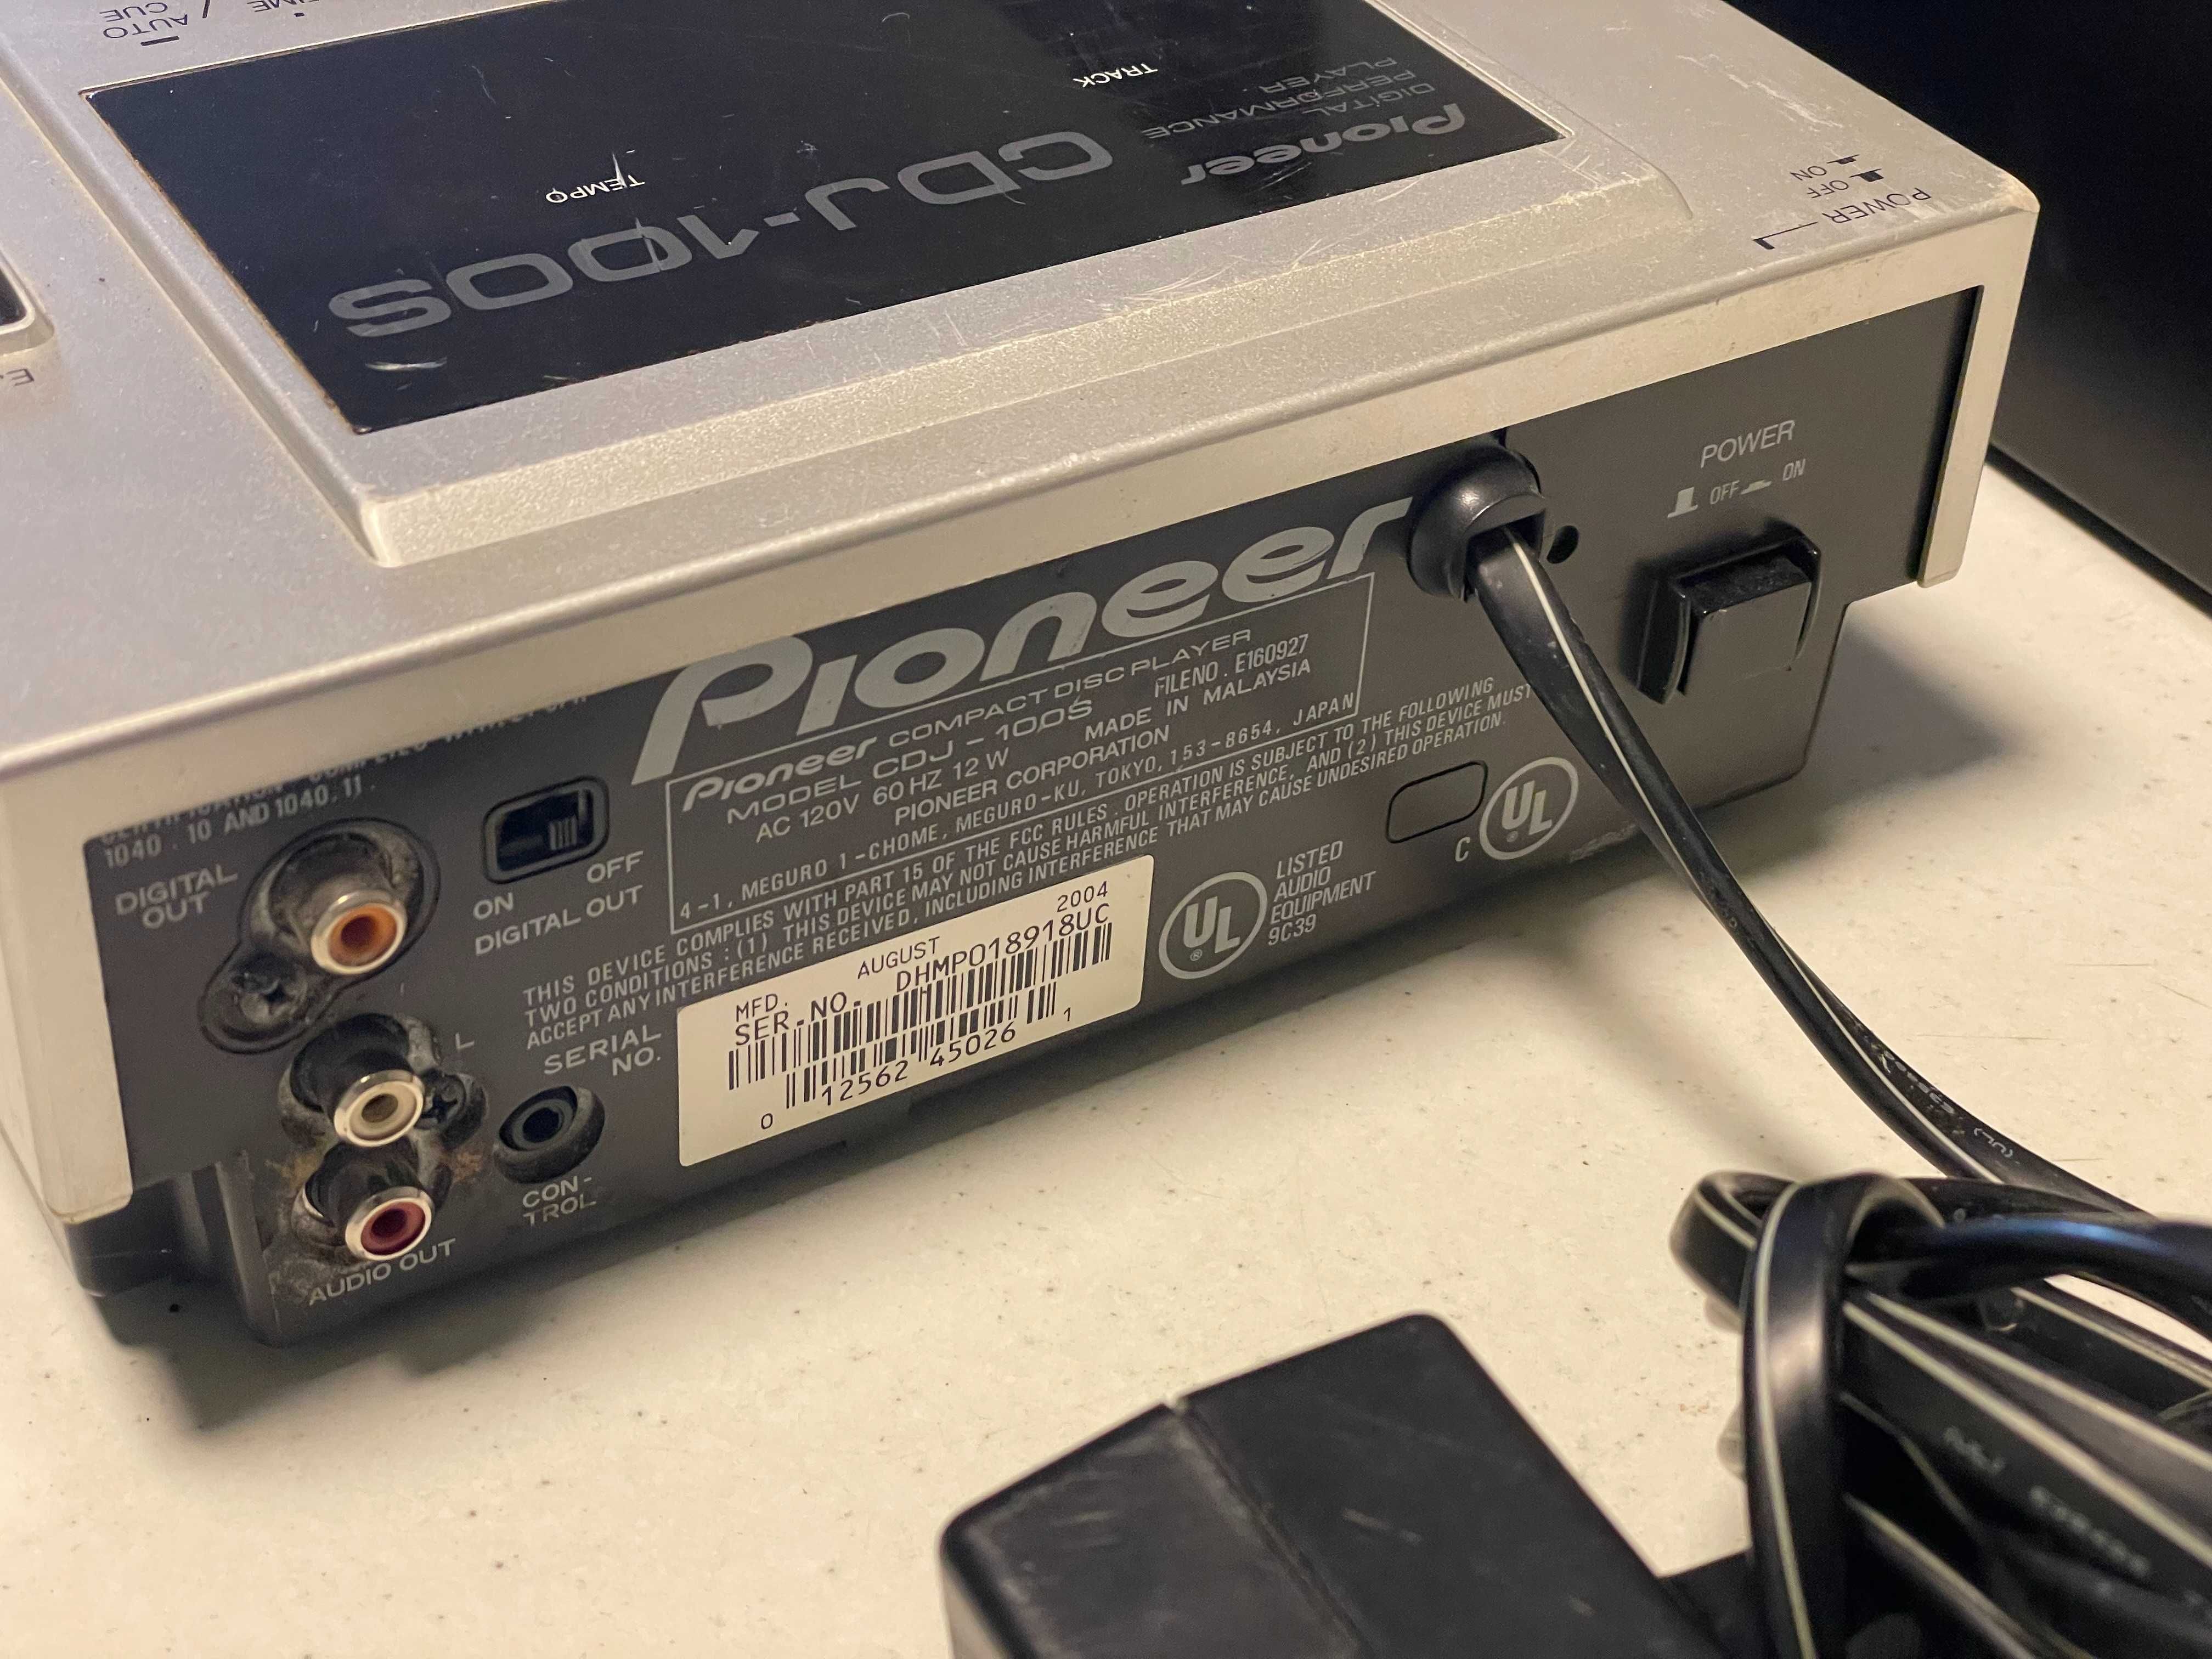 AUTO
CUE
TIME
/
TRACK
TEMPO
Pioneer
DIGITAL
PERFORMANCE
PLAYER
CDJ-100S
POWER
OFF
ON
POWER
OFF ON
Pioneer
Pioneer COMPACT DISC PLAYER
MODEL CDJ-100S FILE NO. E160927
AC 120V 60HZ 12W MADE IN MALAYSIA
PIONEER CORPORATION
4-1, MEGURO 1-CHOME, MEGURO-KU, TOKYO, 153-8654, JAPAN
THIS DEVICE COMPLIES WITH PART 15 OF THE FCC RULES. OPERATION IS SUBJECT TO THE FOLLOWING
TWO CONDITIONS : (1) THIS DEVICE MAY NOT CAUSE HARMFUL INTERFERENCE, AND (2) THIS DEVICE MUST
ACCEPT ANY INTERFERENCE RECEIVED, INCLUDING INTERFERENCE THAT MAY CAUSE UNDESIRED OPERATION.
1040.10 AND 1040.11.
DIGITAL
OUT
ON OFF
DIGITAL OUT
L
AUDIO OUT
CON-
TROL
SERIAL
NO.
MFD. AUGUST 2004
SER.NO. DHMP018918UC
0 12562 45026 1
UL ®
LISTED
AUDIO
EQUIPMENT
9C39
C UL ®